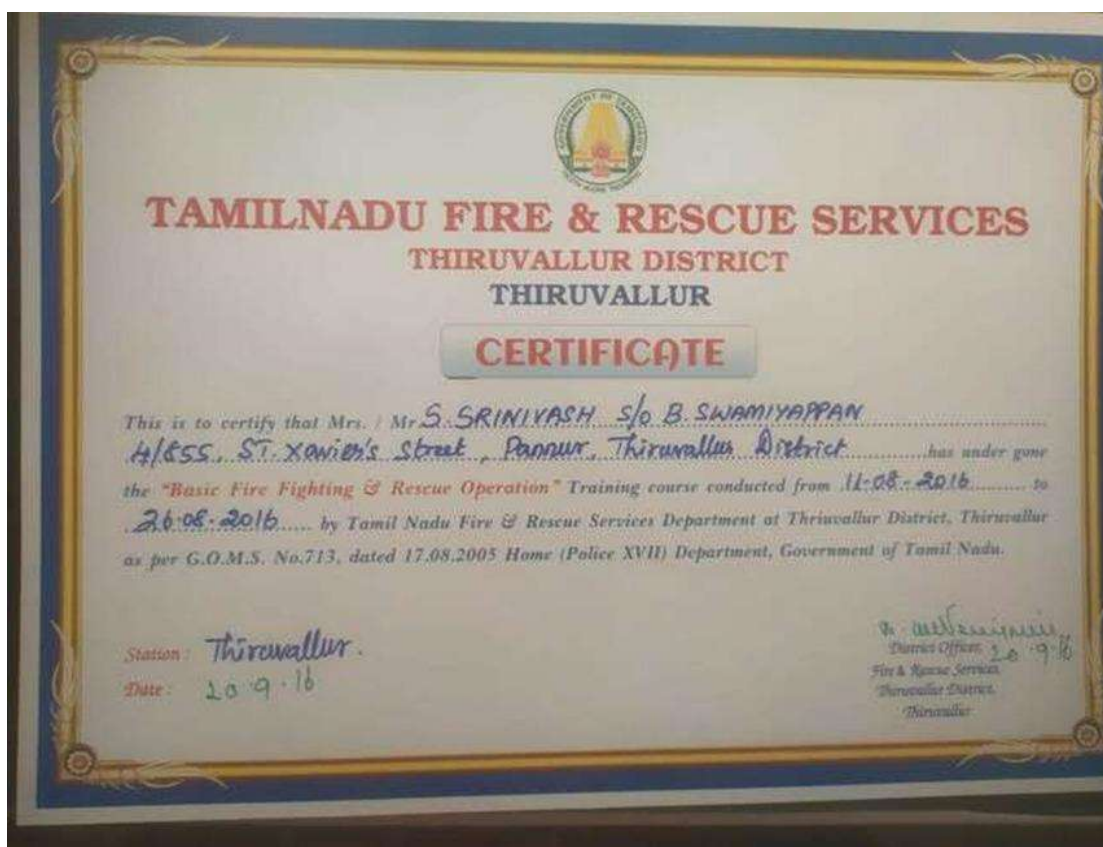 GOVERNMENT OF TAMILNADU
TAMILNADU FIRE & RESCUE SERVICES
THIRUVALLUR DISTRICT
THIRUVALLUR
CERTIFICATE
This is to certify that Mrs. / Mr S. SRINIVASH S/o B. SWAMIYAPPAN
4/855, ST. Xavier's Street, Pannur, Thiruvallur District has under gone
the "Basic Fire Fighting & Rescue Operation" Training course conducted from 11-08-2016 to
26-08-2016 by Tamil Nadu Fire & Rescue Services Department at Thriuvallur District, Thiruvallur
as per G.O.M.S. No.713, dated 17.08.2005 Home (Police XVII) Department, Government of Tamil Nadu.
Station : Thiruvallur.
Date : 20.9.16
District Officer, 20.9.16
Fire & Rescue Services,
Thiruvallur District,
Thiruvallur